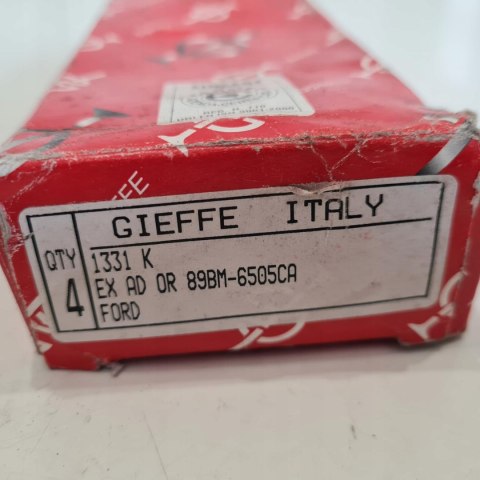 GIEFFE ITALY
QTY
4
1331 K
EX AD OR 89BM-6505CA
FORD